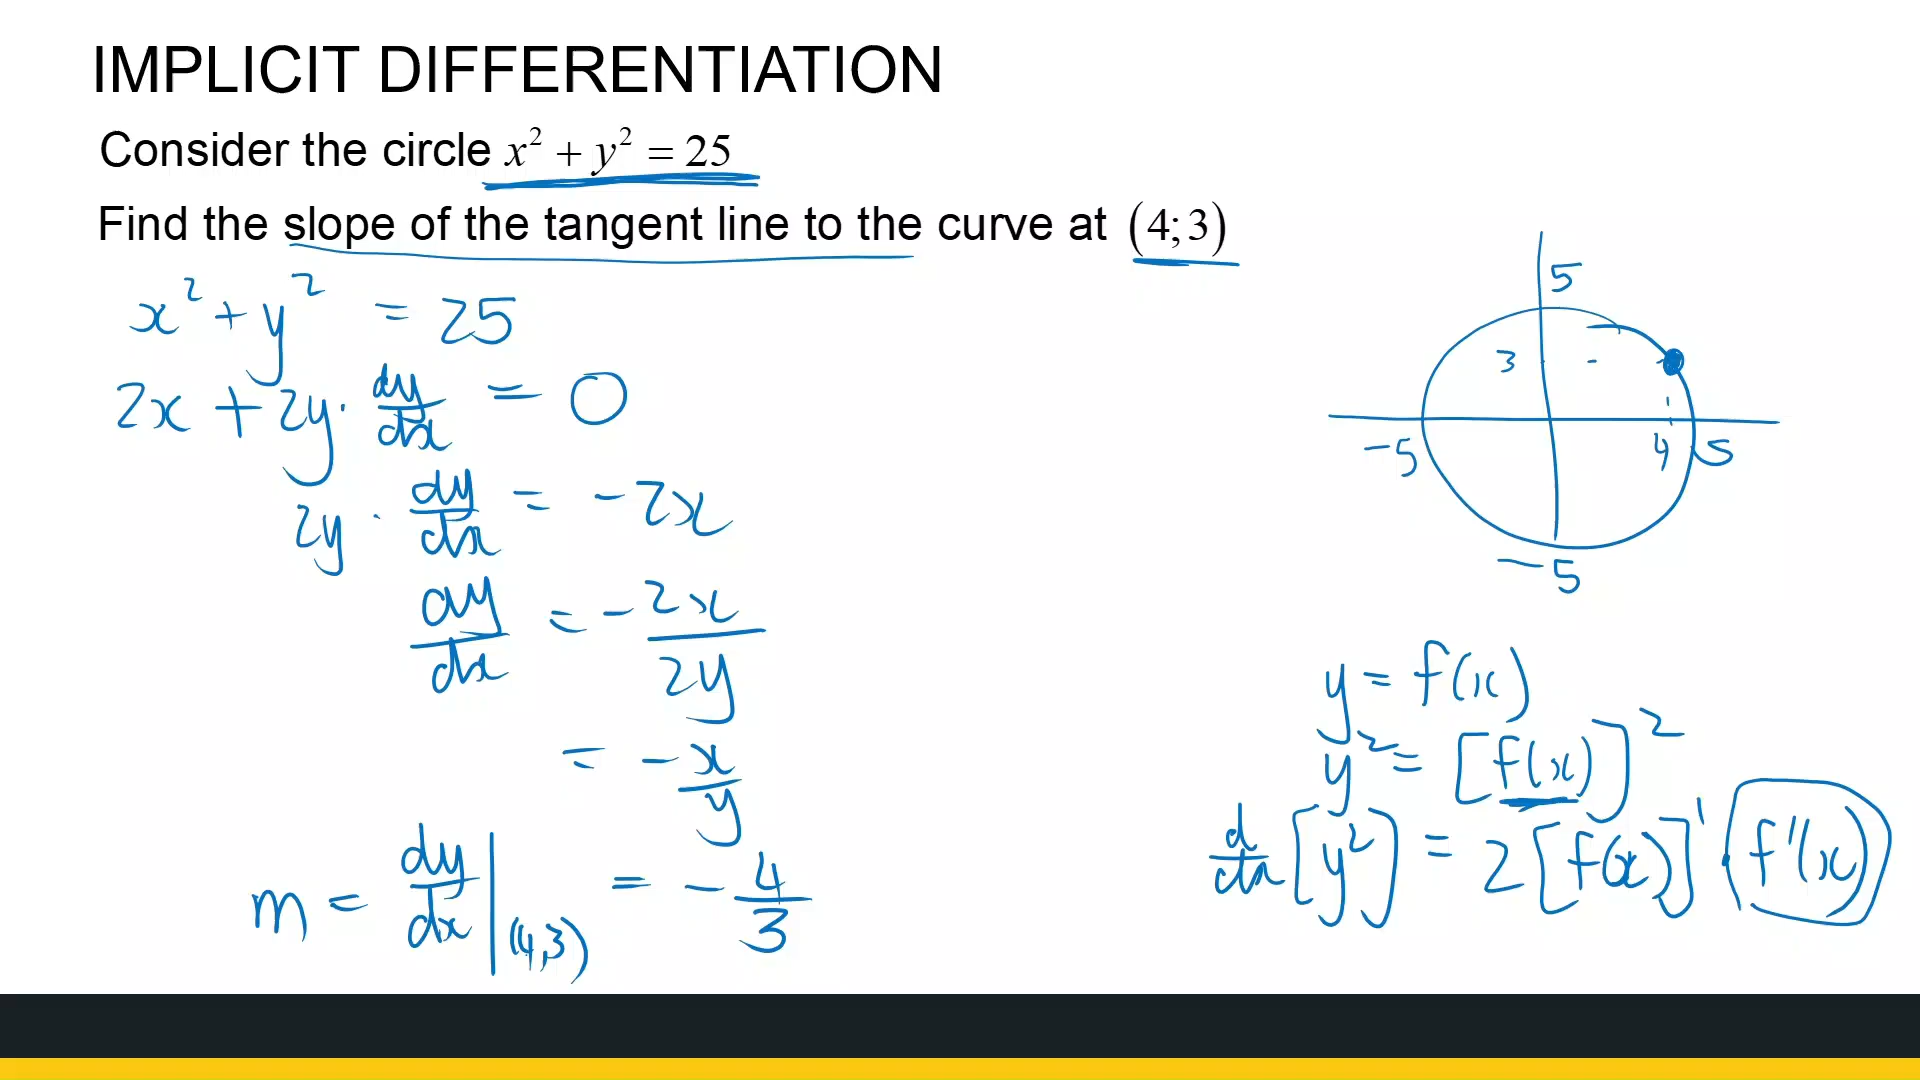 IMPLICIT DIFFERENTIATION
Consider the circle x² + y² = 25
Find the slope of the tangent line to the curve at (4;3)
x² + y² = 25
2x + 2y · dy/dx = 0
2y · dy/dx = -2x
dy/dx = -2x/2y
= -x/y
m = dy/dx |(4,3) = -4/3
5
3
-5
4
5
-5
y = f(x)
y² = [f(x)]²
d/dx [y²] = 2[f(x)]¹ · f'(x)